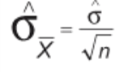 σ̂_X̄ = σ̂ / √n